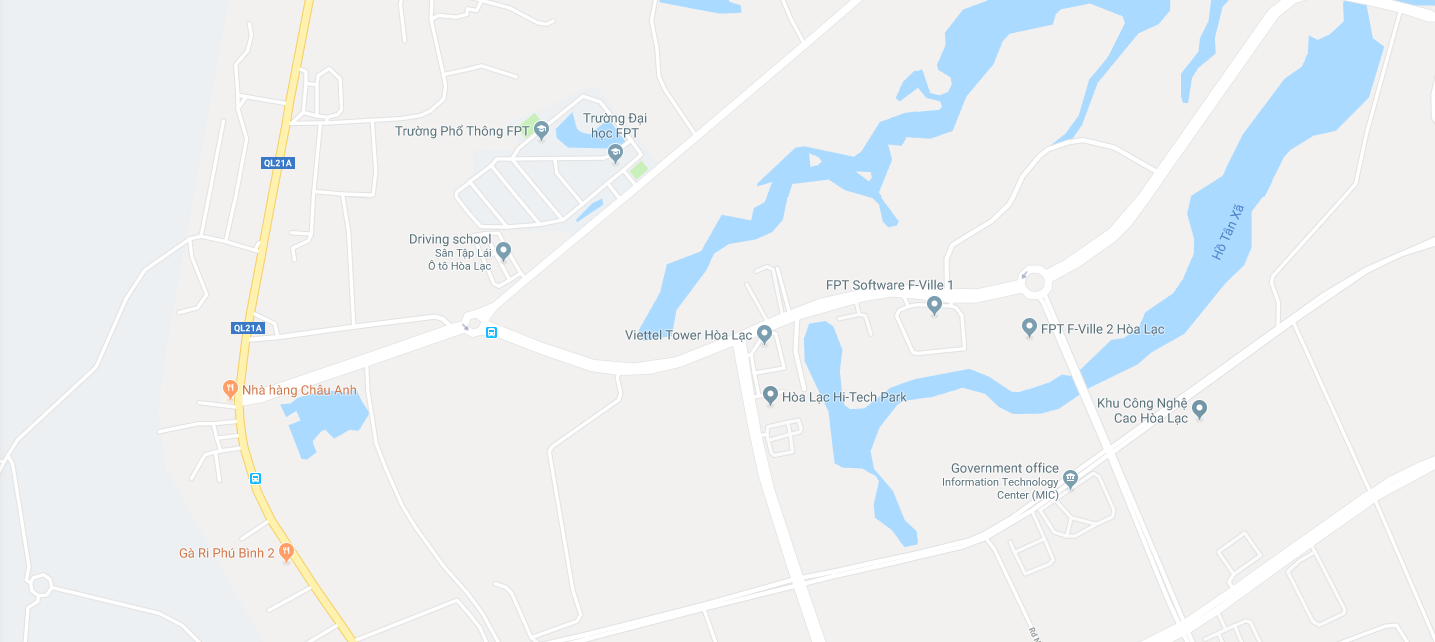 Trường Đại
học FPT
Trường Phổ Thông FPT
QL21A
Hồ Tân Xã
Driving school
Sân Tập Lái
Ô tô Hòa Lạc
FPT Software F-Ville 1
QL21A
FPT F-Ville 2 Hòa Lạc
Viettel Tower Hòa Lạc
Nhà hàng Châu Anh
Hòa Lạc Hi-Tech Park
Khu Công Nghệ
Cao Hòa Lạc
Government office
Information Technology
Center (MIC)
Gà Ri Phú Bình 2